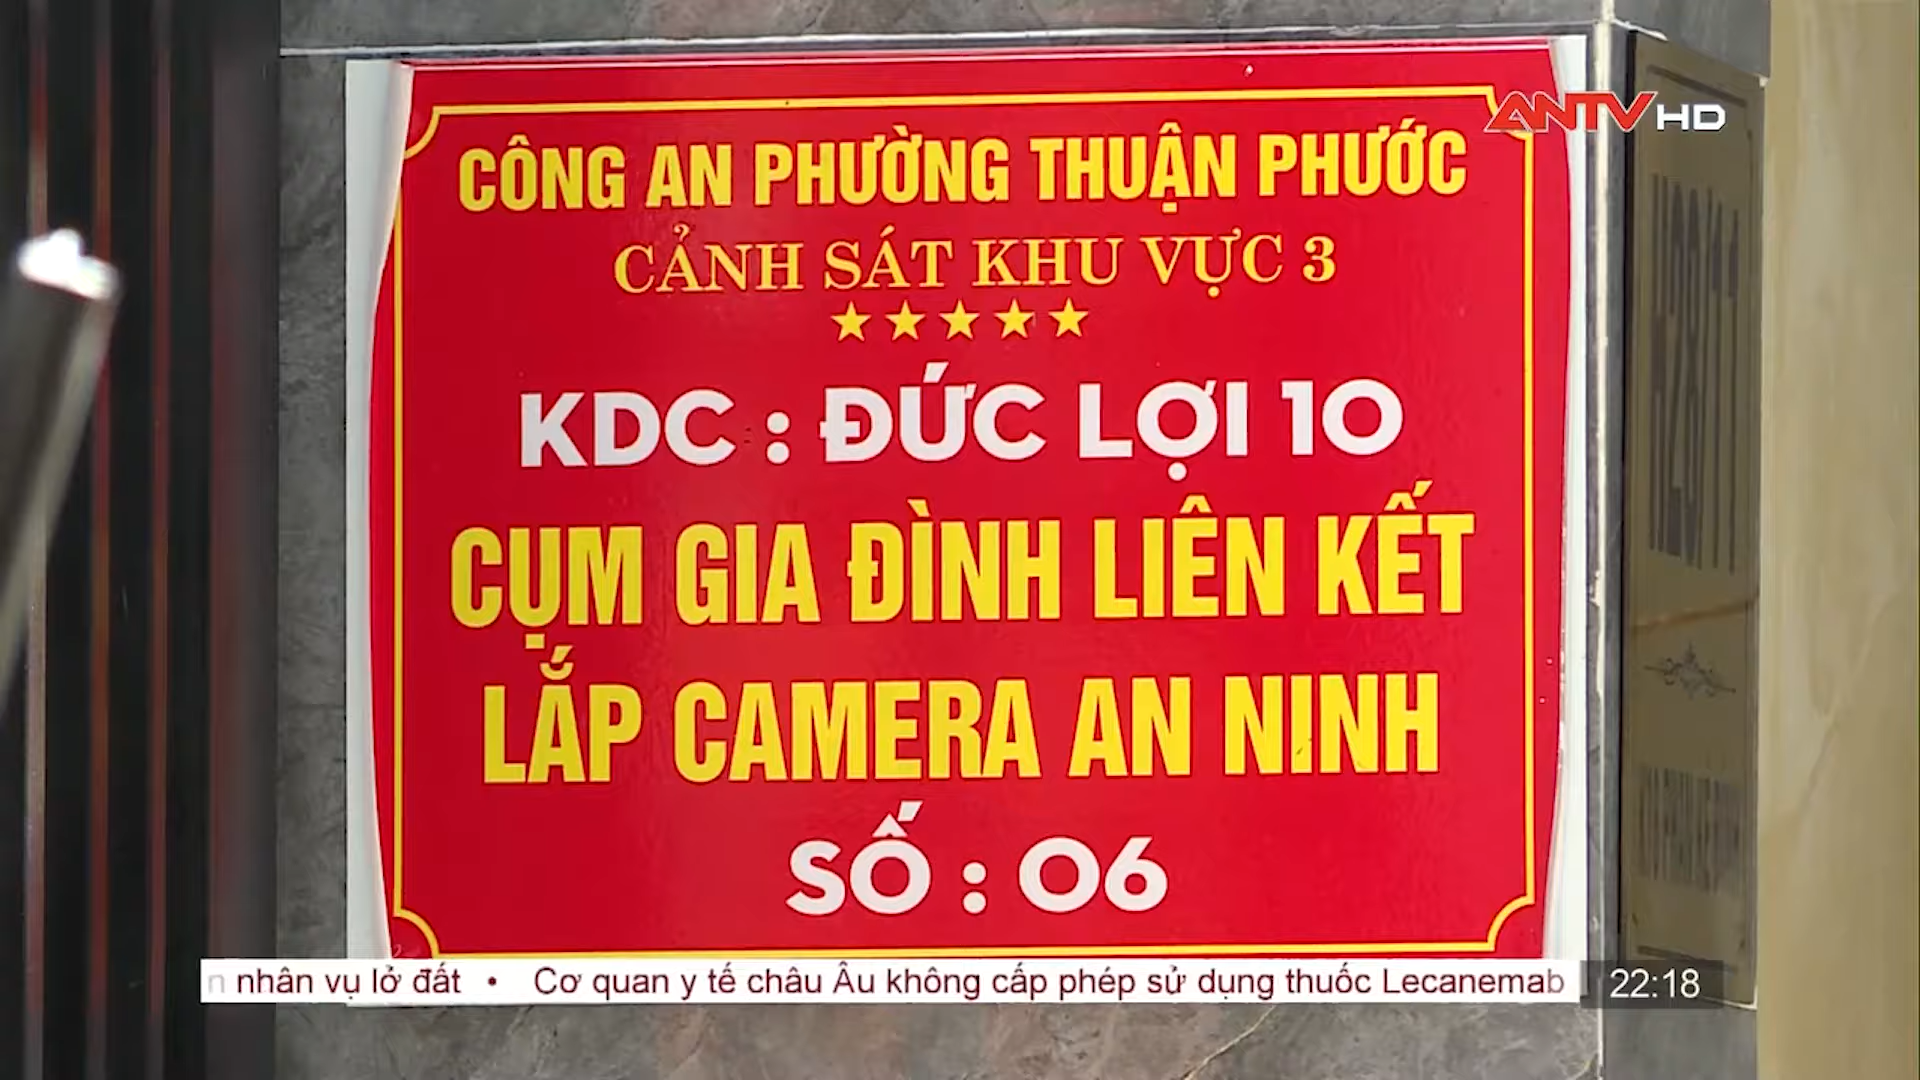 ANTV HD
CÔNG AN PHƯỜNG THUẬN PHƯỚC
CẢNH SÁT KHU VỰC 3
KDC : ĐỨC LỢI 10
CỤM GIA ĐÌNH LIÊN KẾT
LẮP CAMERA AN NINH
SỐ : 06
nhân vụ lở đất • Cơ quan y tế châu Âu không cấp phép sử dụng thuốc Lecanemab
22:18